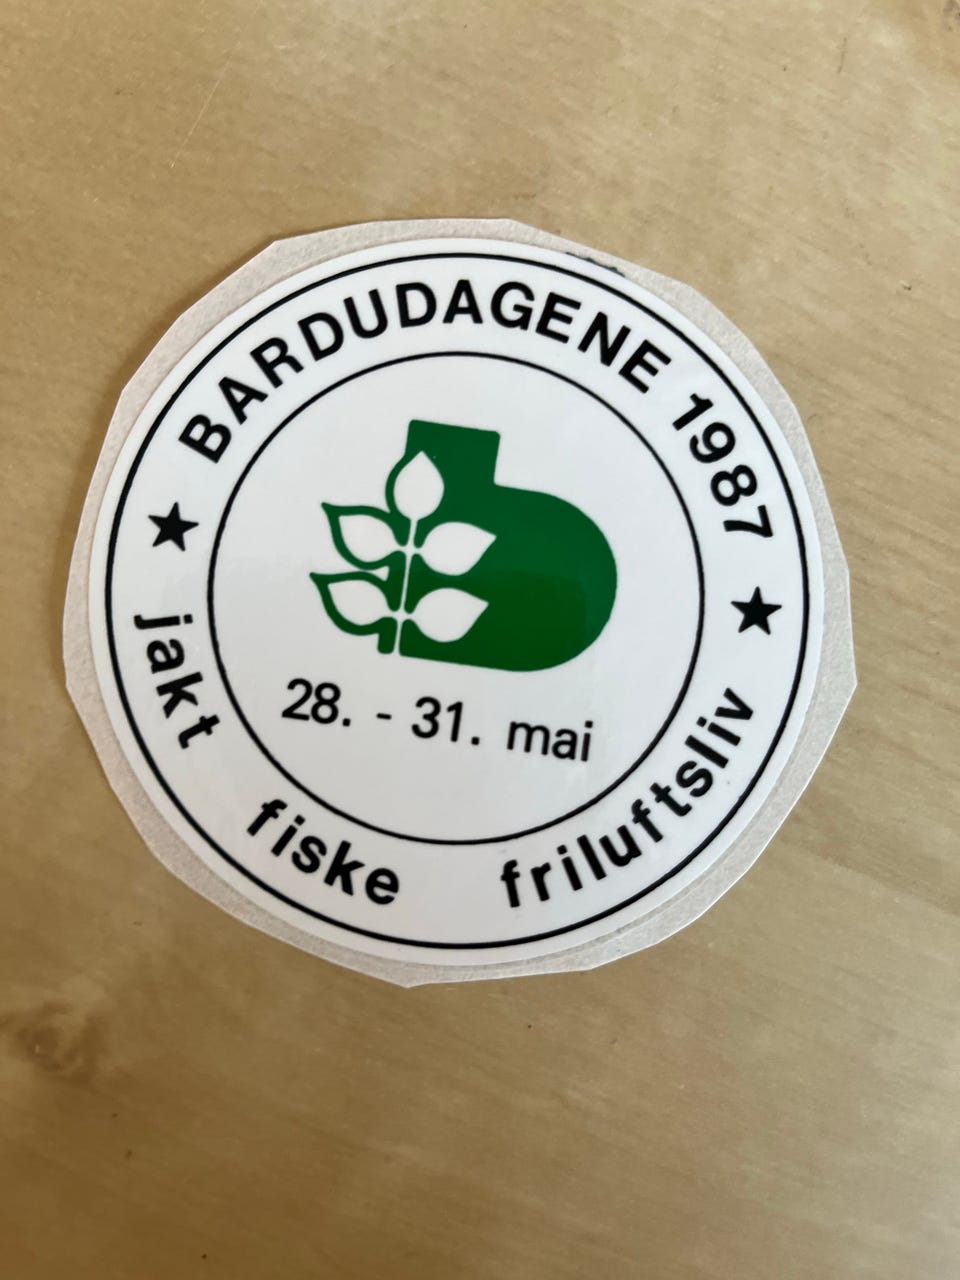 BARDUDAGENE 1987
28. - 31. mai
jakt fiske friluftsliv